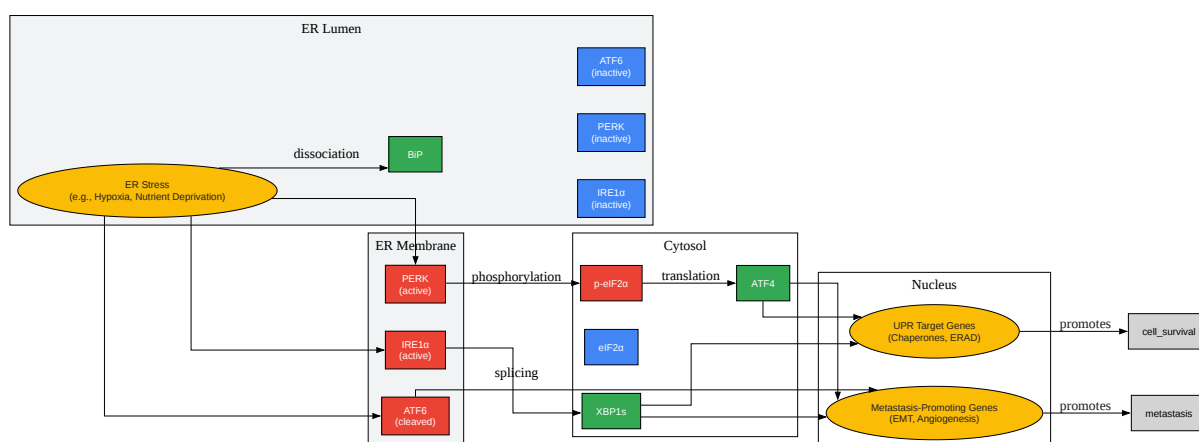 ER Lumen
ATF6
(inactive)
PERK
(inactive)
dissociation
BiP
ER Stress
(e.g., Hypoxia, Nutrient Deprivation)
IRE1α
(inactive)
ER Membrane
Cytosol
PERK
(active)
phosphorylation
p-eIF2α
translation
ATF4
Nucleus
UPR Target Genes
(Chaperones, ERAD)
promotes
cell_survival
IRE1α
(active)
eIF2α
splicing
ATF6
(cleaved)
XBP1s
Metastasis-Promoting Genes
(EMT, Angiogenesis)
promotes
metastasis